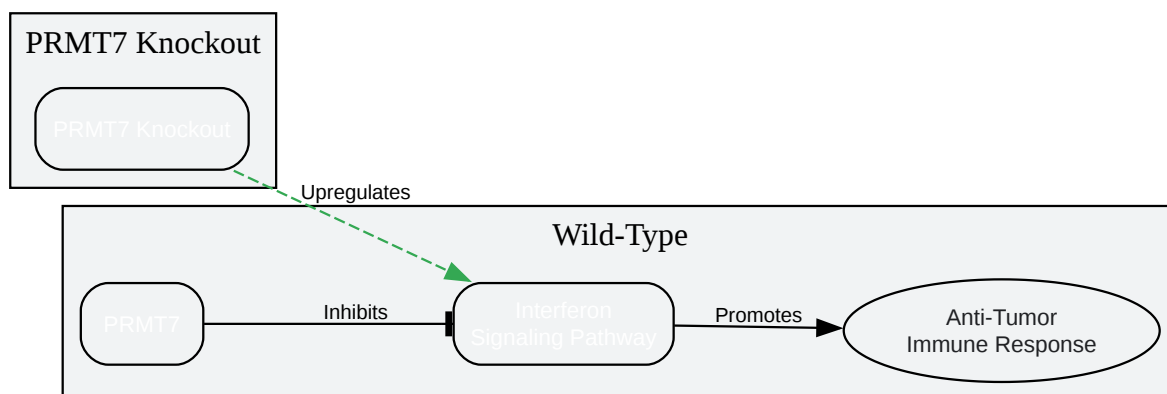 PRMT7 Knockout
PRMT7 Knockout
Upregulates
Wild-Type
PRMT7
Inhibits
Interferon
Signaling Pathway
Promotes
Anti-Tumor
Immune Response